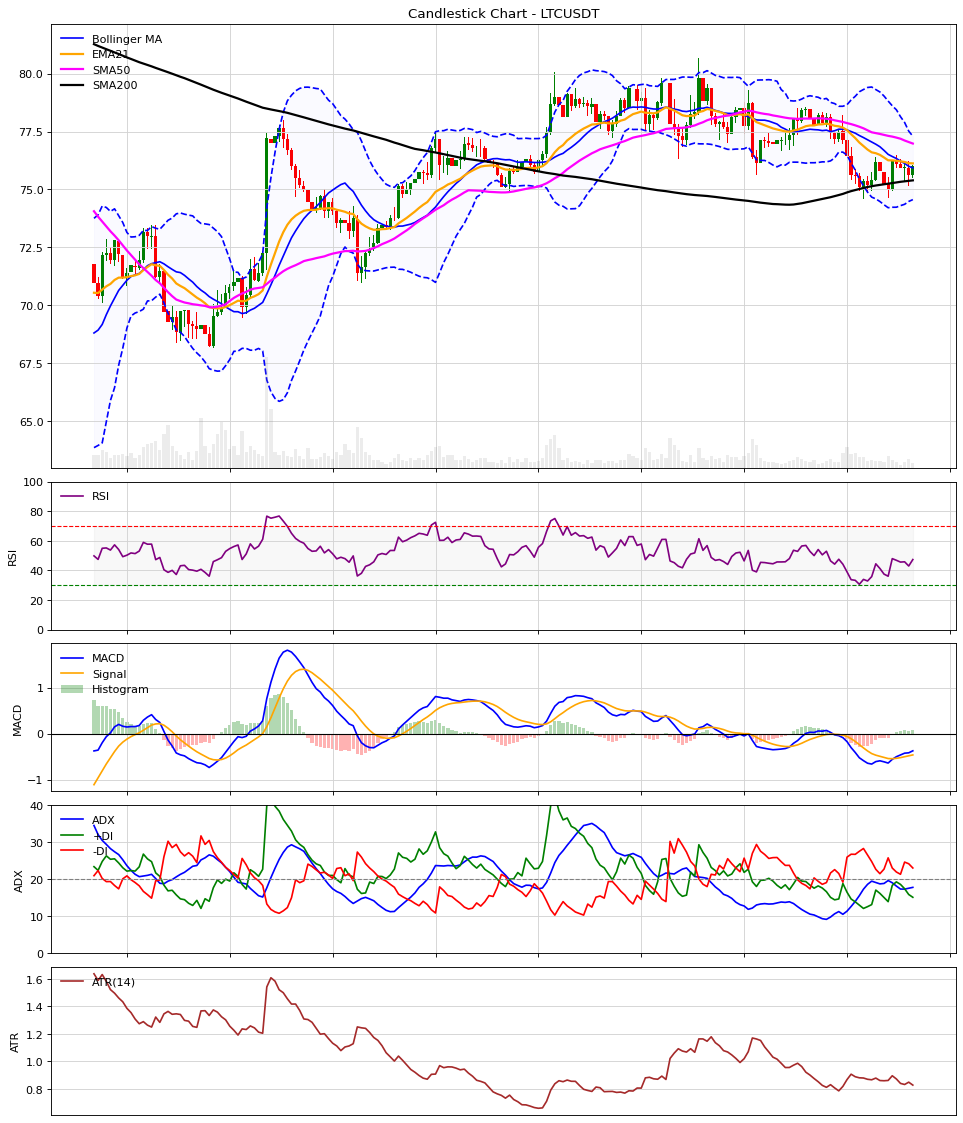 Candlestick Chart - LTCUSDT
Bollinger MA
EMA21
SMA50
SMA200
80.0
77.5
75.0
72.5
70.0
67.5
65.0
RSI
100
80
60
40
20
0
RSI
MACD
Signal
Histogram
1
0
−1
MACD
ADX
+DI
-DI
40
30
20
10
0
ADX
ATR(14)
1.6
1.4
1.2
1.0
0.8
ATR